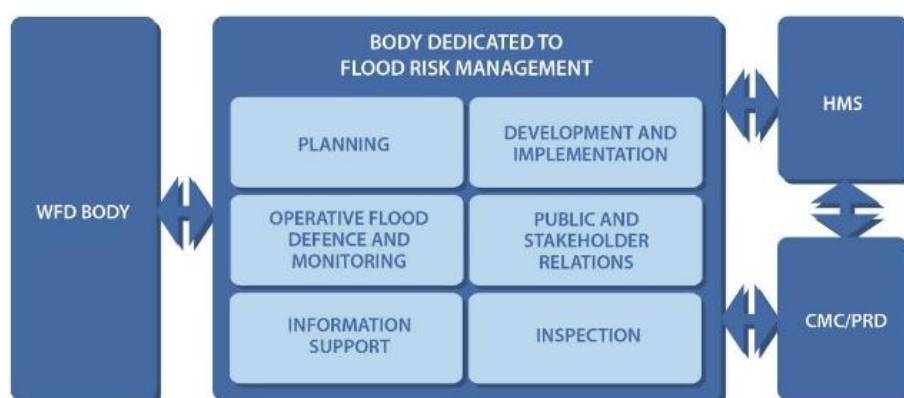 WFD BODY
BODY DEDICATED TO
FLOOD RISK MANAGEMENT
PLANNING
DEVELOPMENT AND
IMPLEMENTATION
OPERATIVE FLOOD
DEFENCE AND
MONITORING
PUBLIC AND
STAKEHOLDER
RELATIONS
INFORMATION
SUPPORT
INSPECTION
HMS
CMC/PRD